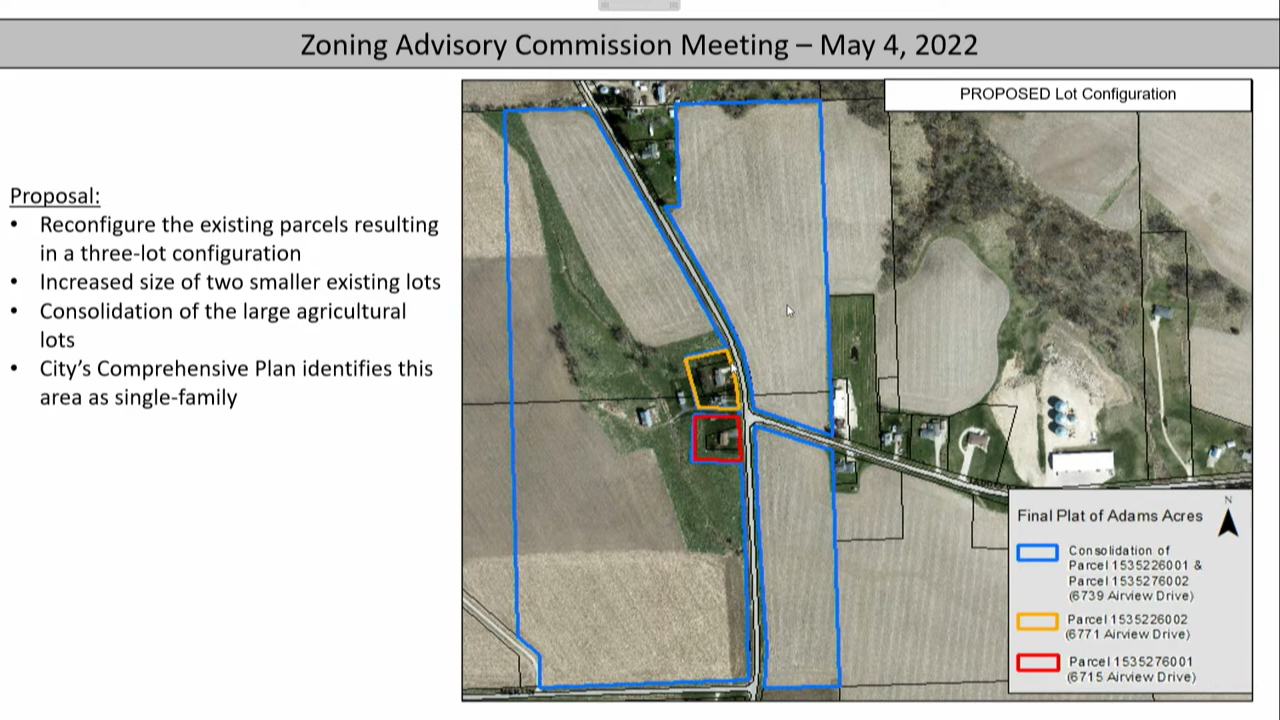 Zoning Advisory Commission Meeting – May 4, 2022
PROPOSED Lot Configuration
Proposal:
• Reconfigure the existing parcels resulting
in a three-lot configuration
• Increased size of two smaller existing lots
• Consolidation of the large agricultural
lots
• City's Comprehensive Plan identifies this
area as single-family
N
Final Plat of Adams Acres
Consolidation of
Parcel 1535226001 &
Parcel 1535276002
(6739 Airview Drive)
Parcel 1535226002
(6771 Airview Drive)
Parcel 1535276001
(6715 Airview Drive)